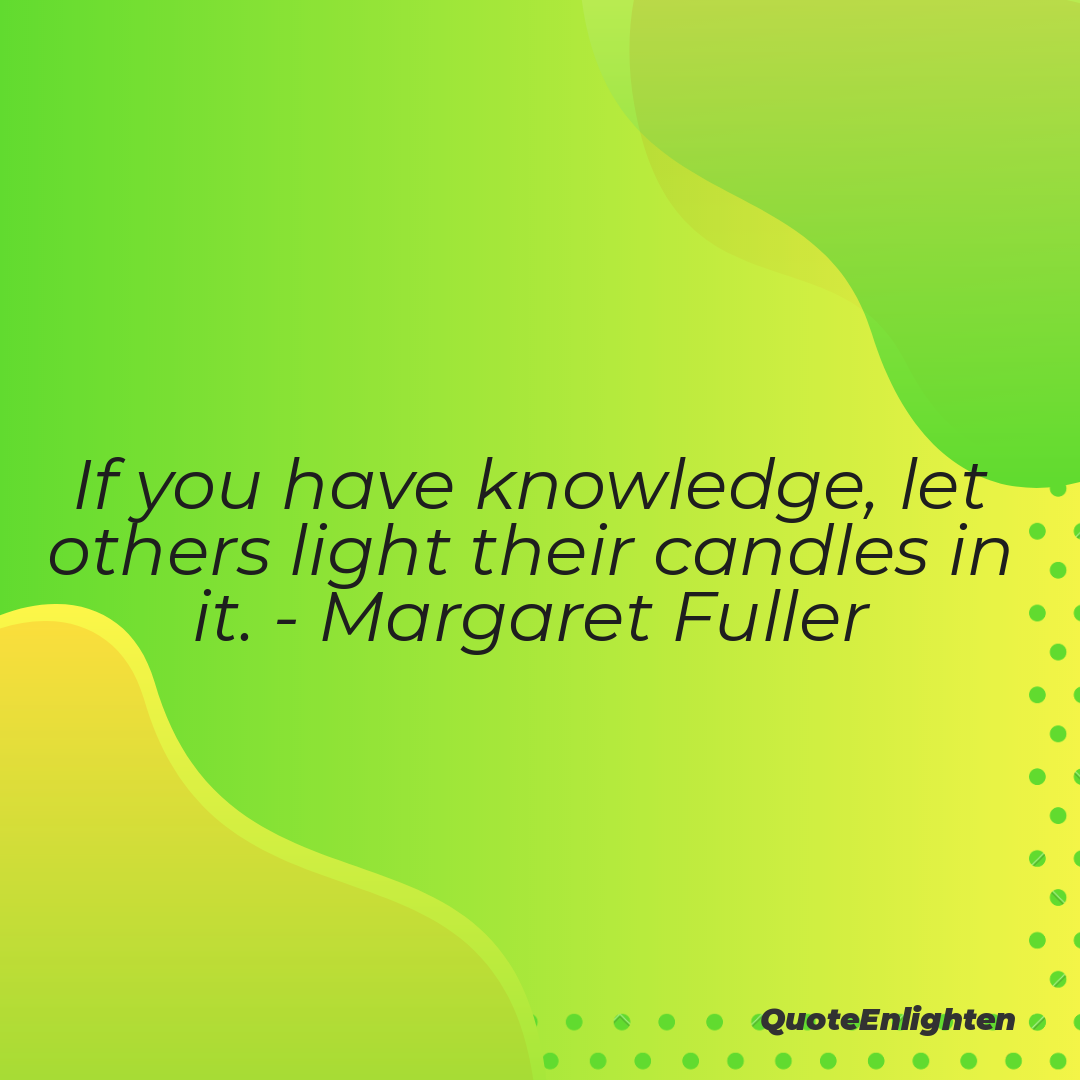 If you have knowledge, let
others light their candles in
it. - Margaret Fuller
QuoteEnlighten